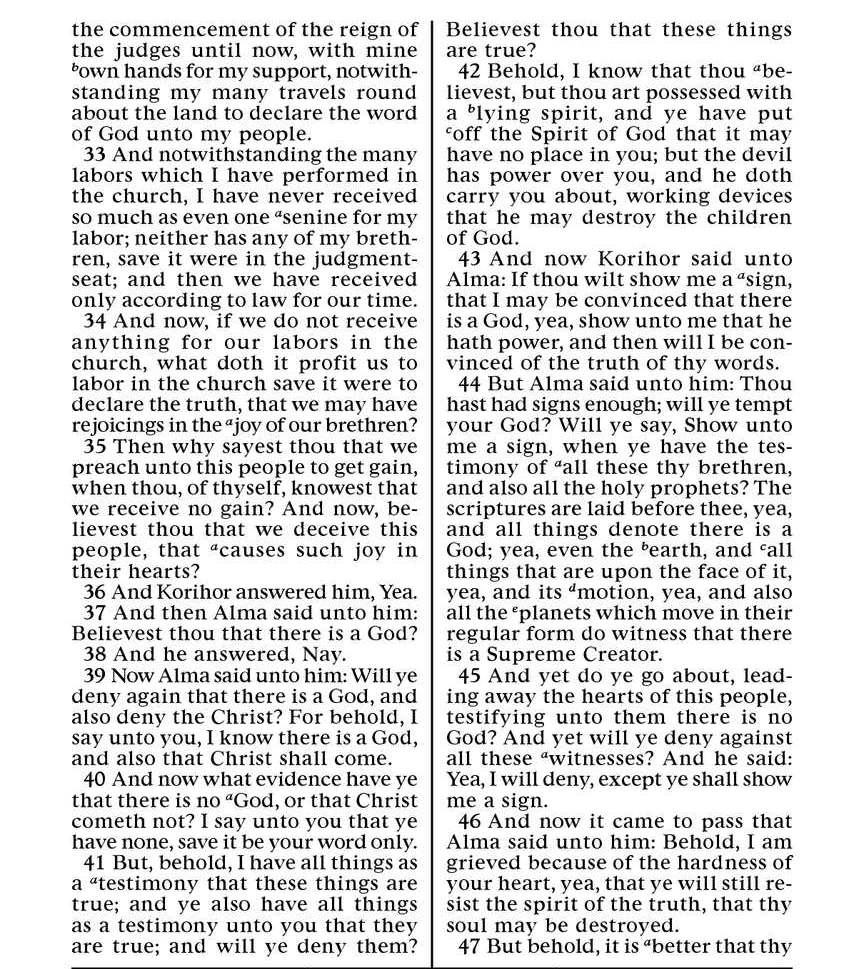 the commencement of the reign of
the judges until now, with mine
ᵇown hands for my support, notwith-
standing my many travels round
about the land to declare the word
of God unto my people.
33 And notwithstanding the many
labors which I have performed in
the church, I have never received
so much as even one ᵃsenine for my
labor; neither has any of my breth-
ren, save it were in the judgment-
seat; and then we have received
only according to law for our time.
34 And now, if we do not receive
anything for our labors in the
church, what doth it profit us to
labor in the church save it were to
declare the truth, that we may have
rejoicings in the ᵃjoy of our brethren?
35 Then why sayest thou that we
preach unto this people to get gain,
when thou, of thyself, knowest that
we receive no gain? And now, be-
lievest thou that we deceive this
people, that ᵃcauses such joy in
their hearts?
36 And Korihor answered him, Yea.
37 And then Alma said unto him:
Believest thou that there is a God?
38 And he answered, Nay.
39 Now Alma said unto him: Will ye
deny again that there is a God, and
also deny the Christ? For behold, I
say unto you, I know there is a God,
and also that Christ shall come.
40 And now what evidence have ye
that there is no ᵃGod, or that Christ
cometh not? I say unto you that ye
have none, save it be your word only.
41 But, behold, I have all things as
a ᵃtestimony that these things are
true; and ye also have all things
as a testimony unto you that they
are true; and will ye deny them?
Believest thou that these things
are true?
42 Behold, I know that thou ᵃbe-
lievest, but thou art possessed with
a ᵇlying spirit, and ye have put
ᶜoff the Spirit of God that it may
have no place in you; but the devil
has power over you, and he doth
carry you about, working devices
that he may destroy the children
of God.
43 And now Korihor said unto
Alma: If thou wilt show me a ᵃsign,
that I may be convinced that there
is a God, yea, show unto me that he
hath power, and then will I be con-
vinced of the truth of thy words.
44 But Alma said unto him: Thou
hast had signs enough; will ye tempt
your God? Will ye say, Show unto
me a sign, when ye have the tes-
timony of ᵃall these thy brethren,
and also all the holy prophets? The
scriptures are laid before thee, yea,
and all things denote there is a
God; yea, even the ᵇearth, and ᶜall
things that are upon the face of it,
yea, and its ᵈmotion, yea, and also
all the ᵉplanets which move in their
regular form do witness that there
is a Supreme Creator.
45 And yet do ye go about, lead-
ing away the hearts of this people,
testifying unto them there is no
God? And yet will ye deny against
all these ᵃwitnesses? And he said:
Yea, I will deny, except ye shall show
me a sign.
46 And now it came to pass that
Alma said unto him: Behold, I am
grieved because of the hardness of
your heart, yea, that ye will still re-
sist the spirit of the truth, that thy
soul may be destroyed.
47 But behold, it is ᵃbetter that thy